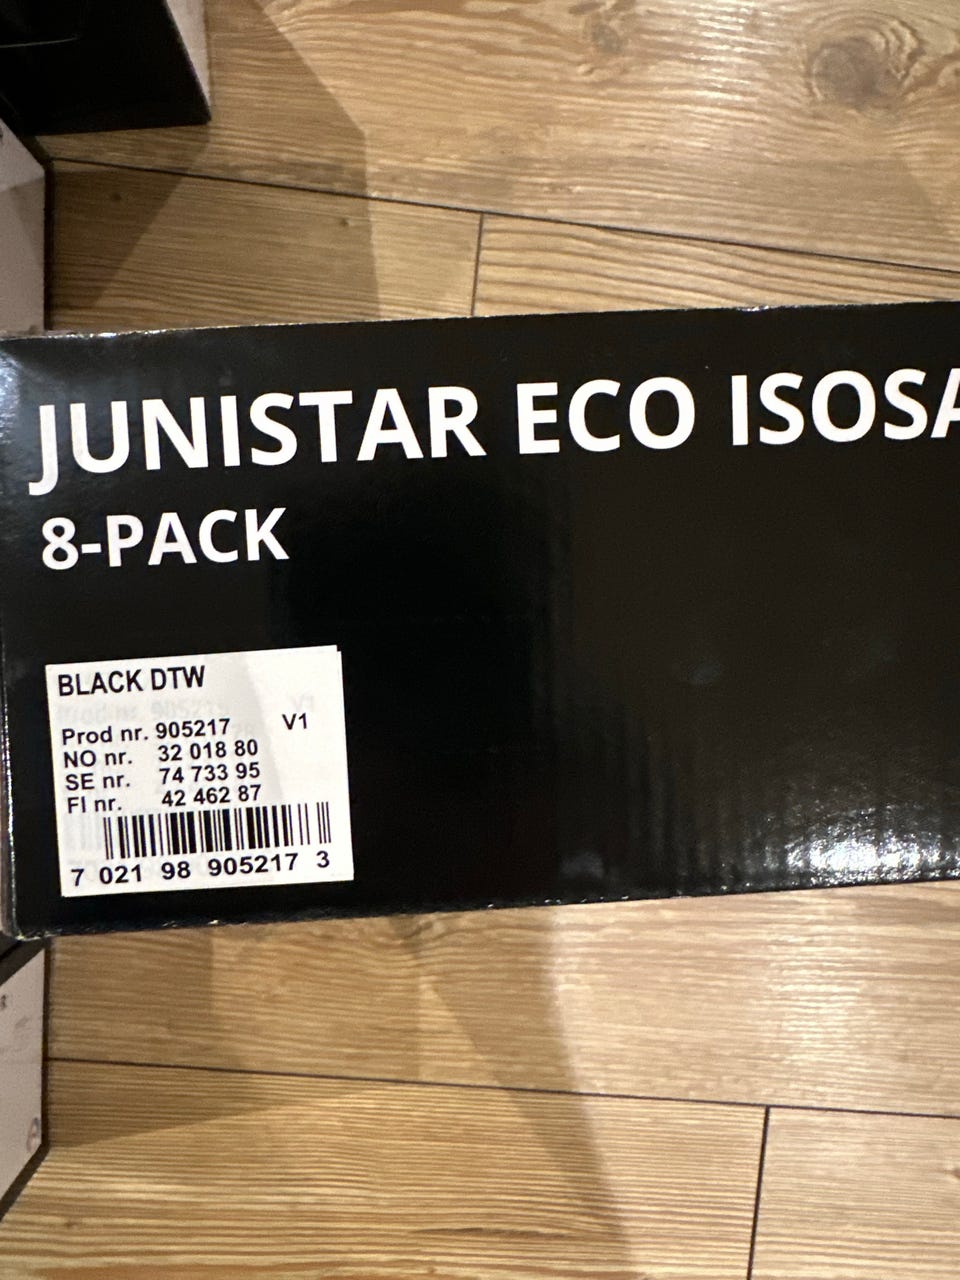 JUNISTAR ECO ISOSA
8-PACK
BLACK DTW
Prod nr. 905217 V1
NO nr. 32 018 80
SE nr. 74 733 95
FI nr. 42 462 87
7 021 98 905217 3